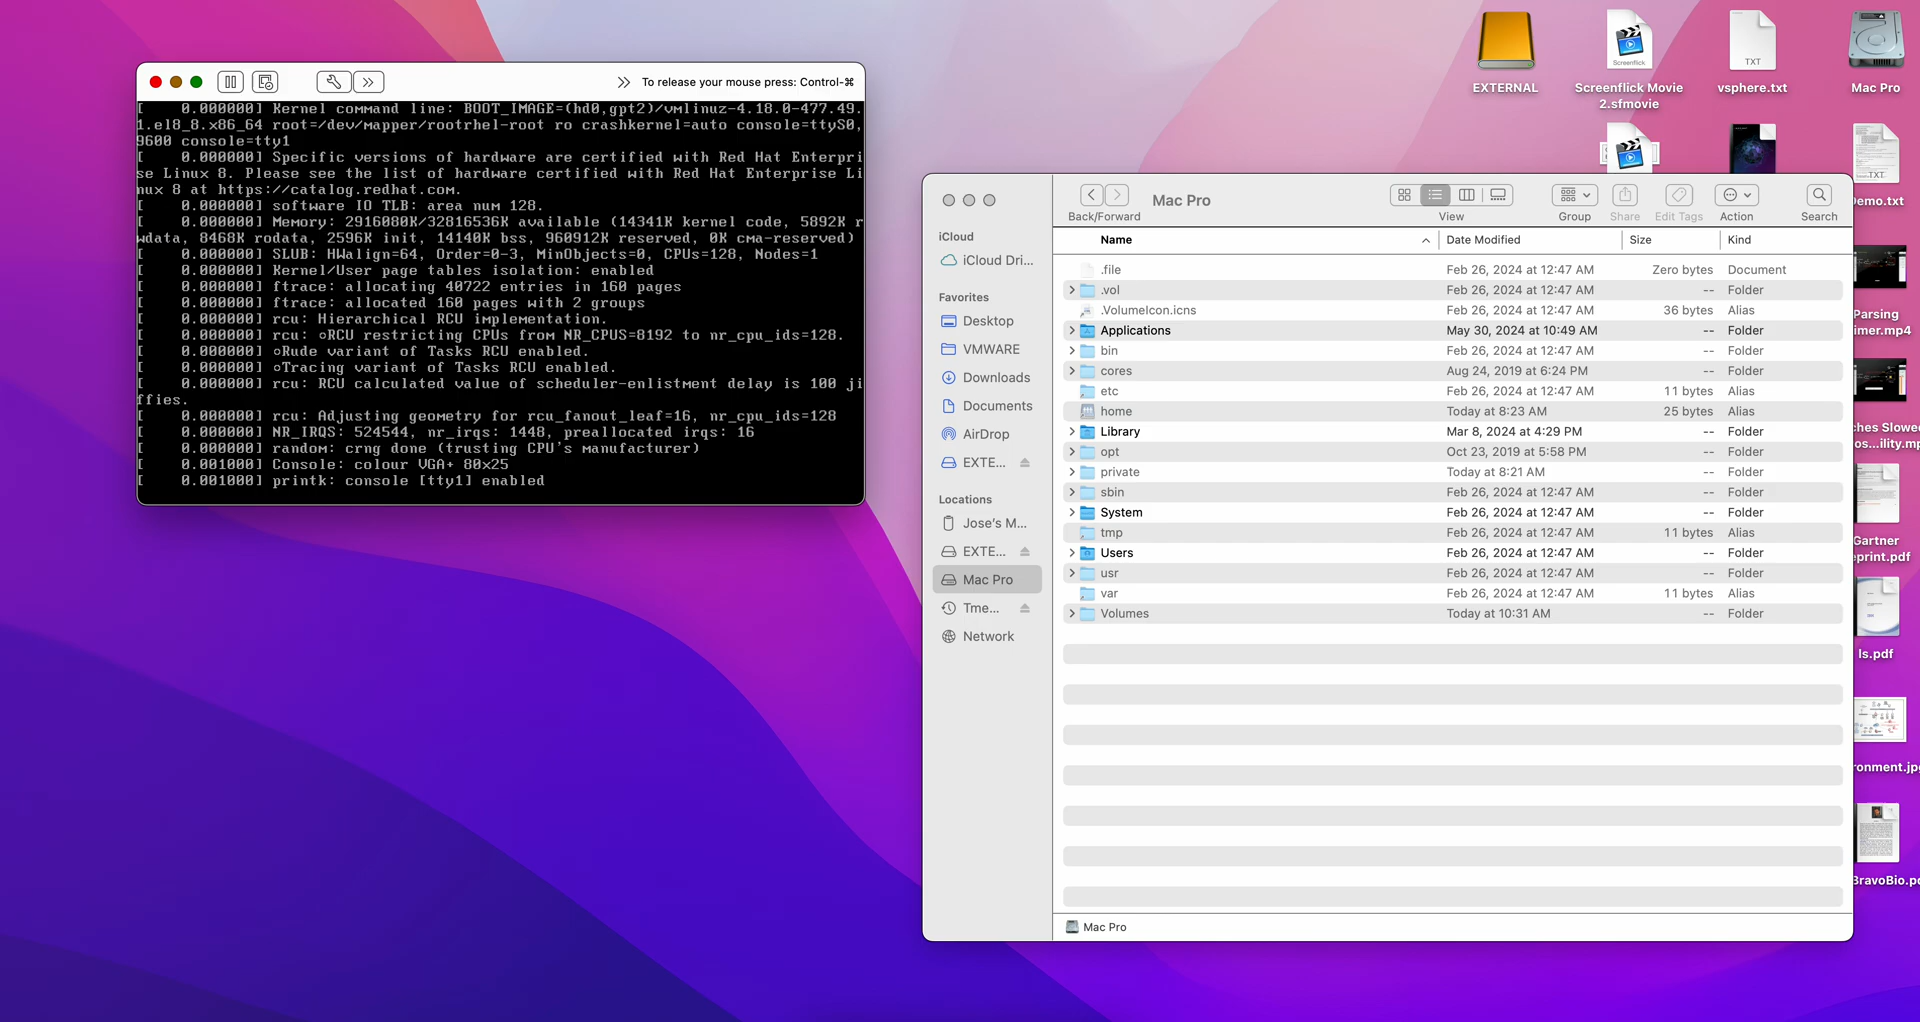 To release your mouse press: Control-⌘
[    0.000000] Kernel command line: BOOT_IMAGE=(hd0,gpt2)/vmlinuz-4.18.0-477.49.
1.el8_8.x86_64 root=/dev/mapper/rootrhel-root ro crashkernel=auto console=ttyS0,
9600 console=tty1
[    0.000000] Specific versions of hardware are certified with Red Hat Enterpri
se Linux 8. Please see the list of hardware certified with Red Hat Enterprise Li
nux 8 at https://catalog.redhat.com.
[    0.000000] software IO TLB: area num 128.
[    0.000000] Memory: 2916080K/32816536K available (14341K kernel code, 5892K r
wdata, 8468K rodata, 2596K init, 14140K bss, 960912K reserved, 0K cma-reserved)
[    0.000000] SLUB: HWalign=64, Order=0-3, MinObjects=0, CPUs=128, Nodes=1
[    0.000000] Kernel/User page tables isolation: enabled
[    0.000000] ftrace: allocating 40722 entries in 160 pages
[    0.000000] ftrace: allocated 160 pages with 2 groups
[    0.000000] rcu: Hierarchical RCU implementation.
[    0.000000] rcu: oRCU restricting CPUs from NR_CPUS=8192 to nr_cpu_ids=128.
[    0.000000] oRude variant of Tasks RCU enabled.
[    0.000000] oTracing variant of Tasks RCU enabled.
[    0.000000] rcu: RCU calculated value of scheduler-enlistment delay is 100 ji
ffies.
[    0.000000] rcu: Adjusting geometry for rcu_fanout_leaf=16, nr_cpu_ids=128
[    0.000000] NR_IRQS: 524544, nr_irqs: 1448, preallocated irqs: 16
[    0.000000] random: crng done (trusting CPU's manufacturer)
[    0.001000] Console: colour VGA+ 80x25
[    0.001000] printk: console [tty1] enabled
EXTERNAL
Screenflick
Screenflick Movie
2.sfmovie
TXT
vsphere.txt
Mac Pro
TXT
Demo.txt
Parsing
imer.mp4
ches Slowed
os...ility.mp
Gartner
eprint.pdf
ls.pdf
ronment.jpg
BravoBio.pd
Back/Forward
Mac Pro
View
Group
Share
Edit Tags
Action
Search
iCloud
iCloud Dri...
Favorites
Desktop
VMWARE
Downloads
Documents
AirDrop
EXTE...
Locations
Jose's M...
EXTE...
Mac Pro
Tme...
Network
Name Date Modified Size Kind
.file Feb 26, 2024 at 12:47 AM Zero bytes Document
.vol Feb 26, 2024 at 12:47 AM -- Folder
.VolumeIcon.icns Feb 26, 2024 at 12:47 AM 36 bytes Alias
Applications May 30, 2024 at 10:49 AM -- Folder
bin Feb 26, 2024 at 12:47 AM -- Folder
cores Aug 24, 2019 at 6:24 PM -- Folder
etc Feb 26, 2024 at 12:47 AM 11 bytes Alias
home Today at 8:23 AM 25 bytes Alias
Library Mar 8, 2024 at 4:29 PM -- Folder
opt Oct 23, 2019 at 5:58 PM -- Folder
private Today at 8:21 AM -- Folder
sbin Feb 26, 2024 at 12:47 AM -- Folder
System Feb 26, 2024 at 12:47 AM -- Folder
tmp Feb 26, 2024 at 12:47 AM 11 bytes Alias
Users Feb 26, 2024 at 12:47 AM -- Folder
usr Feb 26, 2024 at 12:47 AM -- Folder
var Feb 26, 2024 at 12:47 AM 11 bytes Alias
Volumes Today at 10:31 AM -- Folder
Mac Pro